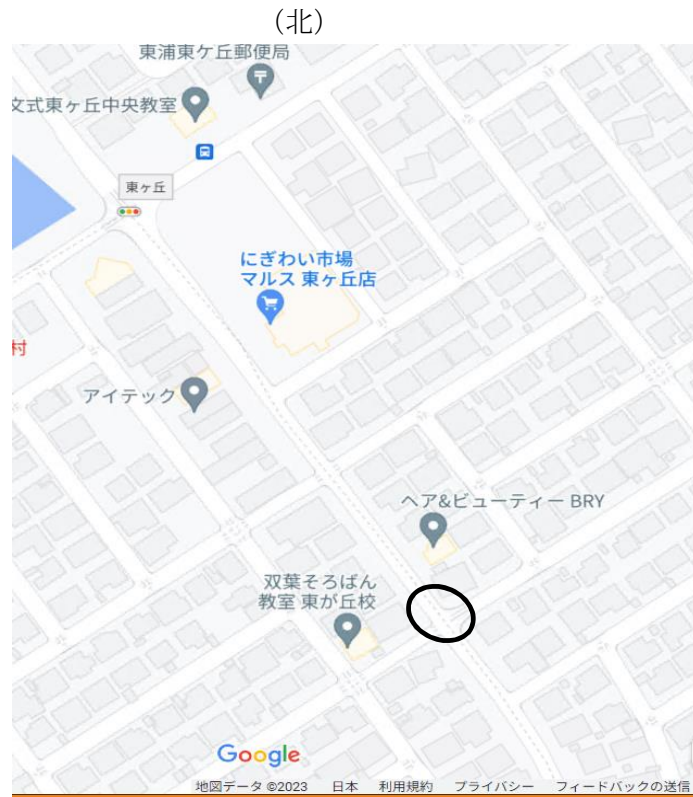 （北）
東浦東ケ丘郵便局
文式東ヶ丘中央教室
東ヶ丘
にぎわい市場
マルス 東ヶ丘店
村
アイテック
ヘア&ビューティー BRY
双葉そろばん
教室 東が丘校
Google
地図データ ©2023 日本 利用規約 プライバシー フィードバックの送信